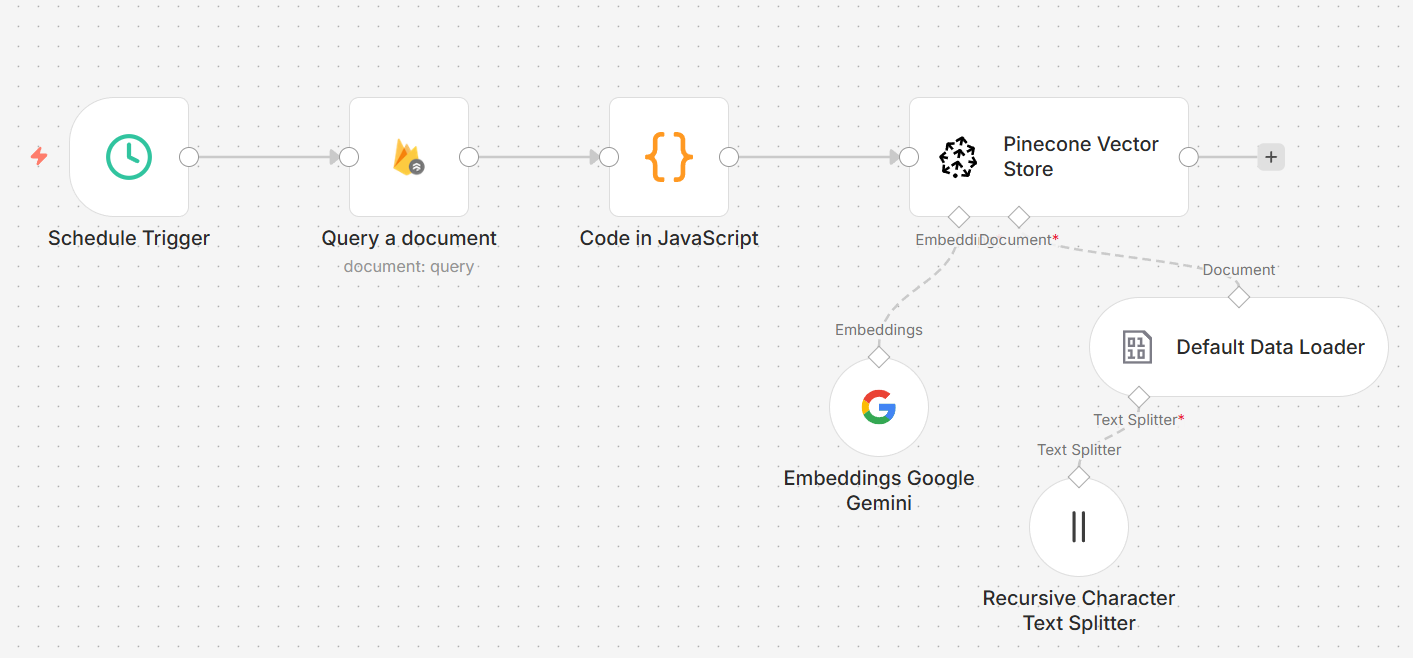 Pinecone Vector
Store
Schedule Trigger
Query a document
document: query
Code in JavaScript
Document*
Document
Embeddings
Default Data Loader
Text Splitter*
Text Splitter
Embeddings Google
Gemini
Recursive Character
Text Splitter